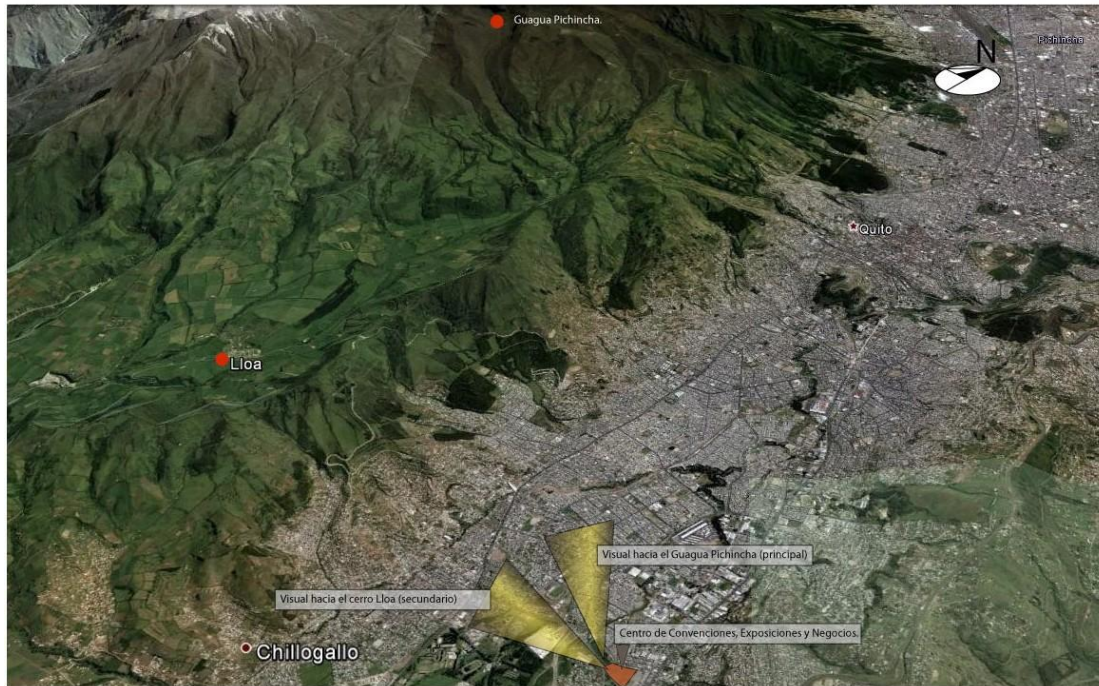 Guagua Pichincha.
N
Pichincha
Quito
Lloa
Visual hacia el Guagua Pichincha (principal)
Visual hacia el cerro Lloa (secundario)
Centro de Convenciones, Exposiciones y Negocios.
Chillogallo